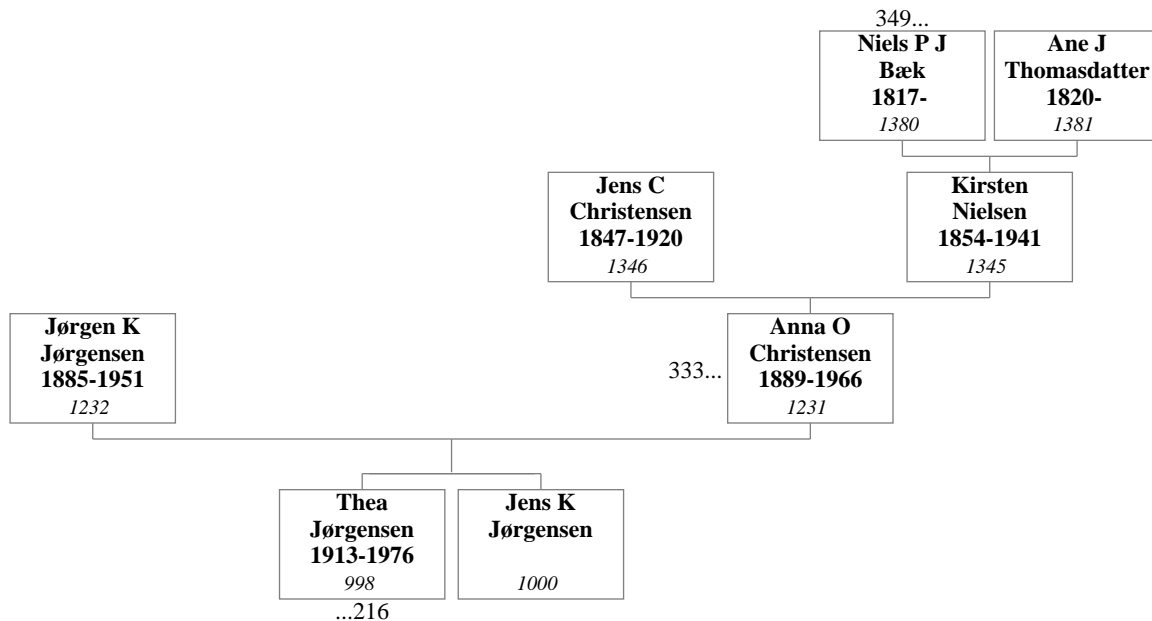 349...
Niels P J
Bæk
1817-
1380
Ane J
Thomasdatter
1820-
1381
Jens C
Christensen
1847-1920
1346
Kirsten
Nielsen
1854-1941
1345
Jørgen K
Jørgensen
1885-1951
1232
333...
Anna O
Christensen
1889-1966
1231
Thea
Jørgensen
1913-1976
998
...216
Jens K
Jørgensen
1000